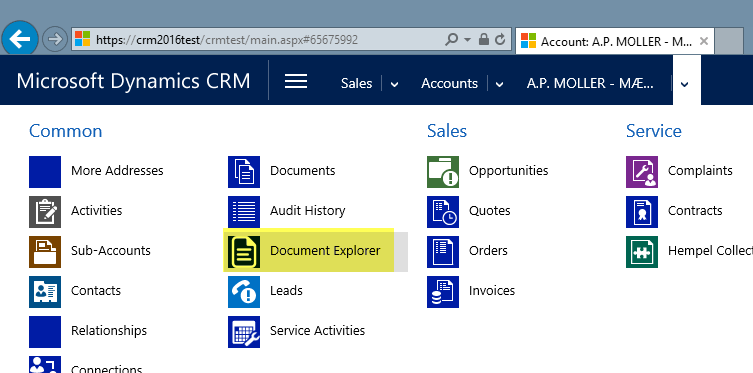 https://crm2016test/crmtest/main.aspx#65675992
Account: A.P. MOLLER - M...
Microsoft Dynamics CRM
Sales
Accounts
A.P. MOLLER - MÆ...
Common
More Addresses
Activities
Sub-Accounts
Contacts
Relationships
Connections
Documents
Audit History
Document Explorer
Leads
Service Activities
Sales
Opportunities
Quotes
Orders
Invoices
Service
Complaints
Contracts
Hempel Collect